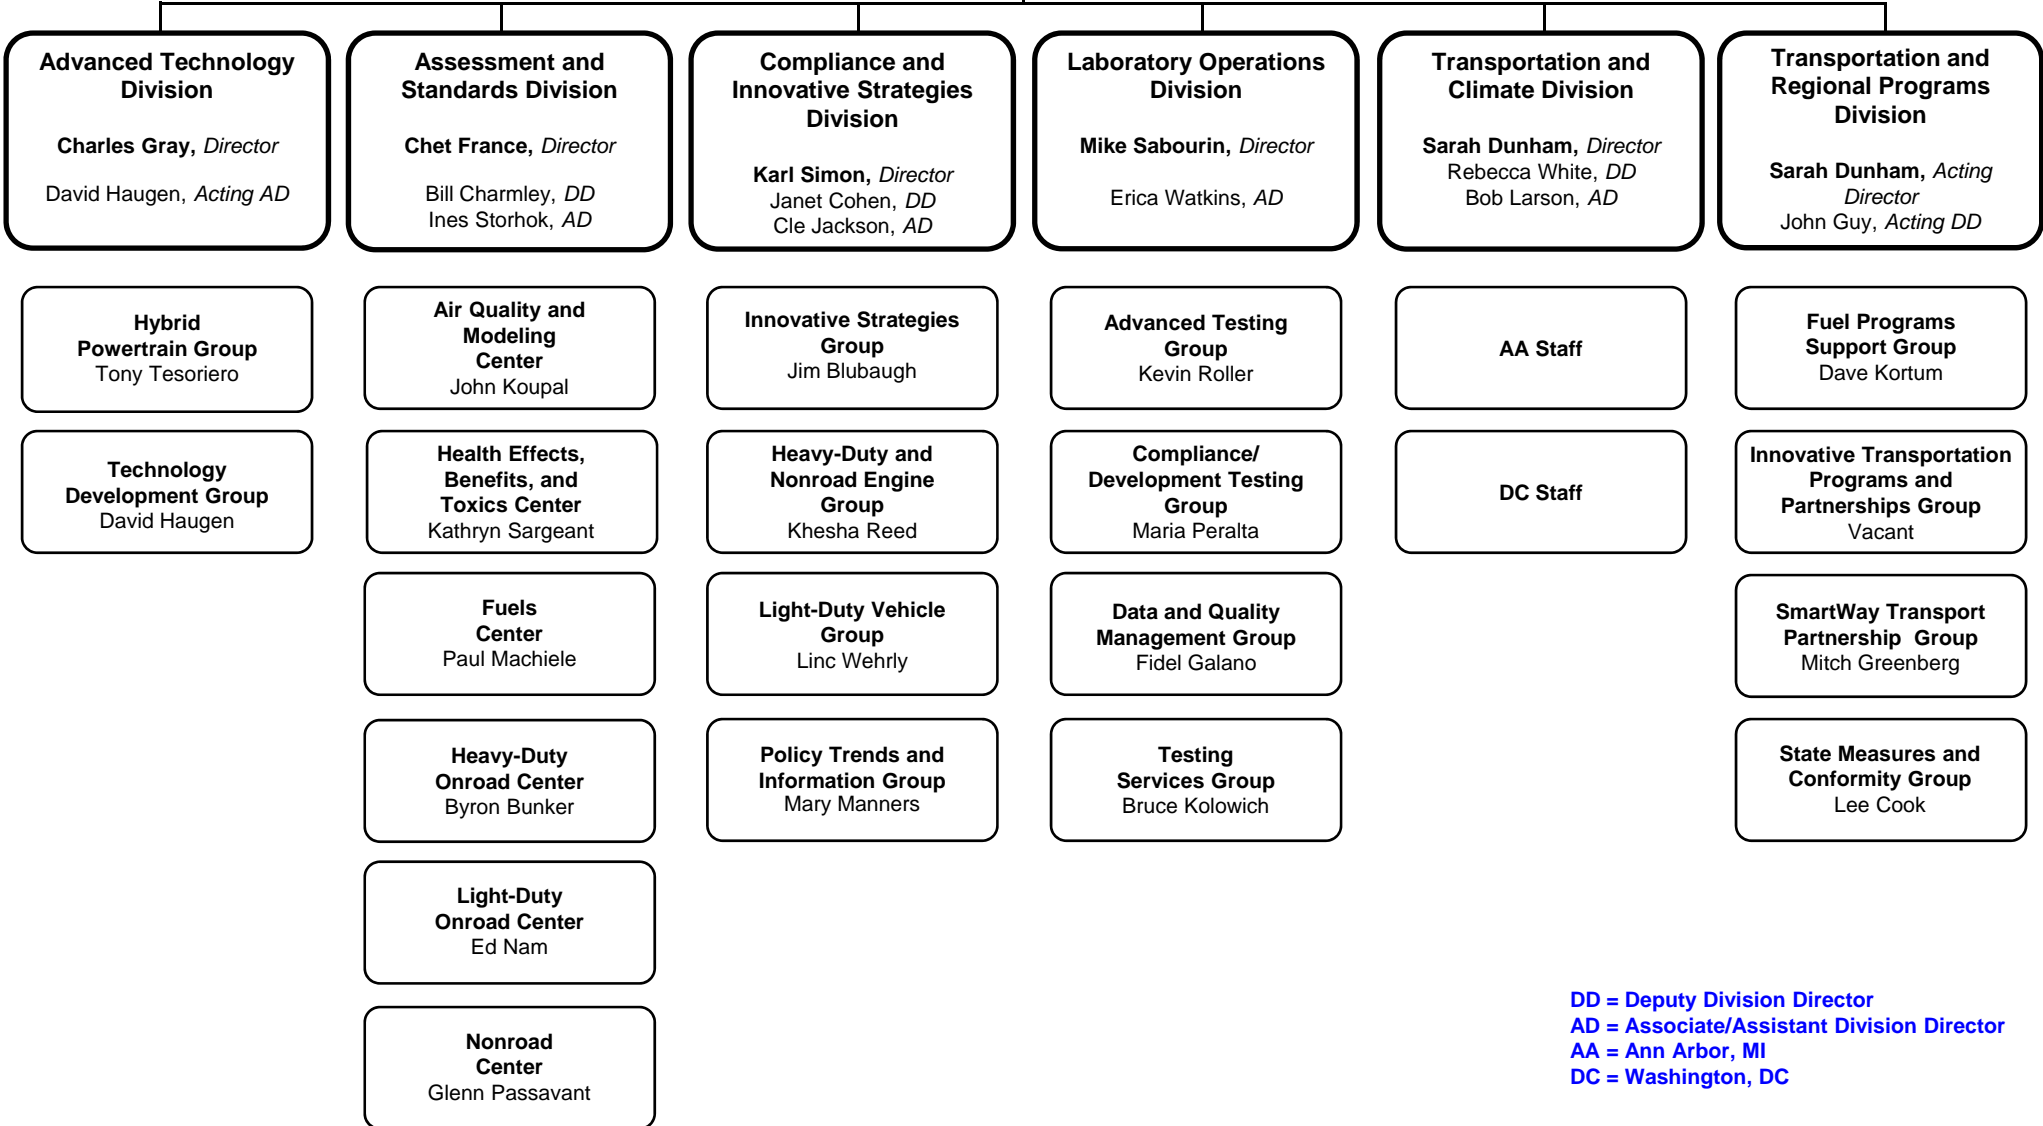 Advanced Technology
Division
Charles Gray, Director
David Haugen, Acting AD
Assessment and
Standards Division
Chet France, Director
Bill Charmley, DD
Ines Storhok, AD
Compliance and
Innovative Strategies
Division
Karl Simon, Director
Janet Cohen, DD
Cle Jackson, AD
Laboratory Operations
Division
Mike Sabourin, Director
Erica Watkins, AD
Transportation and
Climate Division
Sarah Dunham, Director
Rebecca White, DD
Bob Larson, AD
Transportation and
Regional Programs
Division
Sarah Dunham, Acting
Director
John Guy, Acting DD
Hybrid
Powertrain Group
Tony Tesoriero
Technology
Development Group
David Haugen
Air Quality and
Modeling
Center
John Koupal
Health Effects,
Benefits, and
Toxics Center
Kathryn Sargeant
Fuels
Center
Paul Machiele
Heavy-Duty
Onroad Center
Byron Bunker
Light-Duty
Onroad Center
Ed Nam
Nonroad
Center
Glenn Passavant
Innovative Strategies
Group
Jim Blubaugh
Heavy-Duty and
Nonroad Engine
Group
Khesha Reed
Light-Duty Vehicle
Group
Linc Wehrly
Policy Trends and
Information Group
Mary Manners
Advanced Testing
Group
Kevin Roller
Compliance/
Development Testing
Group
Maria Peralta
Data and Quality
Management Group
Fidel Galano
Testing
Services Group
Bruce Kolowich
AA Staff
DC Staff
Fuel Programs
Support Group
Dave Kortum
Innovative Transportation
Programs and
Partnerships Group
Vacant
SmartWay Transport
Partnership Group
Mitch Greenberg
State Measures and
Conformity Group
Lee Cook
DD = Deputy Division Director
AD = Associate/Assistant Division Director
AA = Ann Arbor, MI
DC = Washington, DC